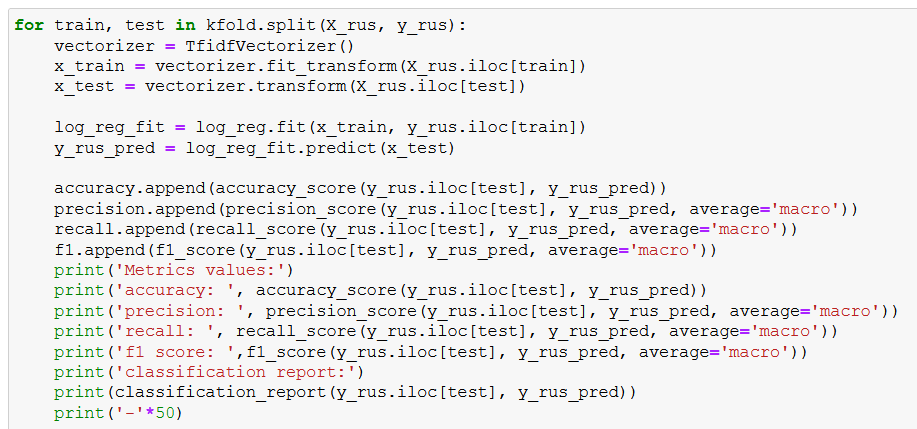 for train, test in kfold.split(X_rus, y_rus):
    vectorizer = TfidfVectorizer()
    x_train = vectorizer.fit_transform(X_rus.iloc[train])
    x_test = vectorizer.transform(X_rus.iloc[test])

    log_reg_fit = log_reg.fit(x_train, y_rus.iloc[train])
    y_rus_pred = log_reg_fit.predict(x_test)

    accuracy.append(accuracy_score(y_rus.iloc[test], y_rus_pred))
    precision.append(precision_score(y_rus.iloc[test], y_rus_pred, average='macro'))
    recall.append(recall_score(y_rus.iloc[test], y_rus_pred, average='macro'))
    f1.append(f1_score(y_rus.iloc[test], y_rus_pred, average='macro'))
    print('Metrics values:')
    print('accuracy: ', accuracy_score(y_rus.iloc[test], y_rus_pred))
    print('precision: ', precision_score(y_rus.iloc[test], y_rus_pred, average='macro'))
    print('recall: ', recall_score(y_rus.iloc[test], y_rus_pred, average='macro'))
    print('f1 score: ',f1_score(y_rus.iloc[test], y_rus_pred, average='macro'))
    print('classification report:')
    print(classification_report(y_rus.iloc[test], y_rus_pred))
    print('-'*50)